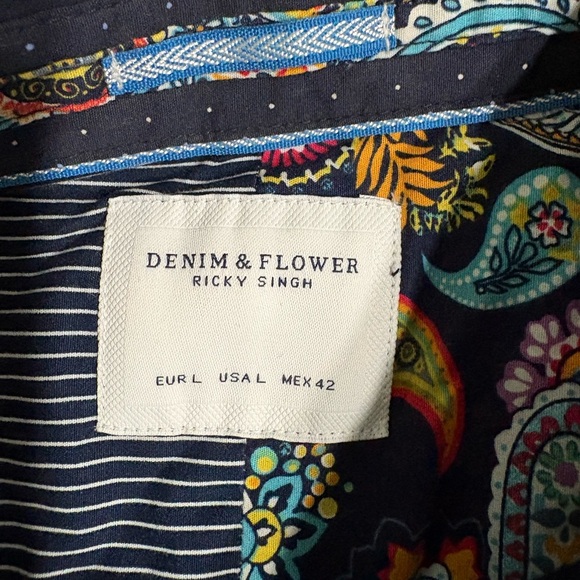 DENIM & FLOWER
RICKY SINGH
EUR L USA L MEX 42